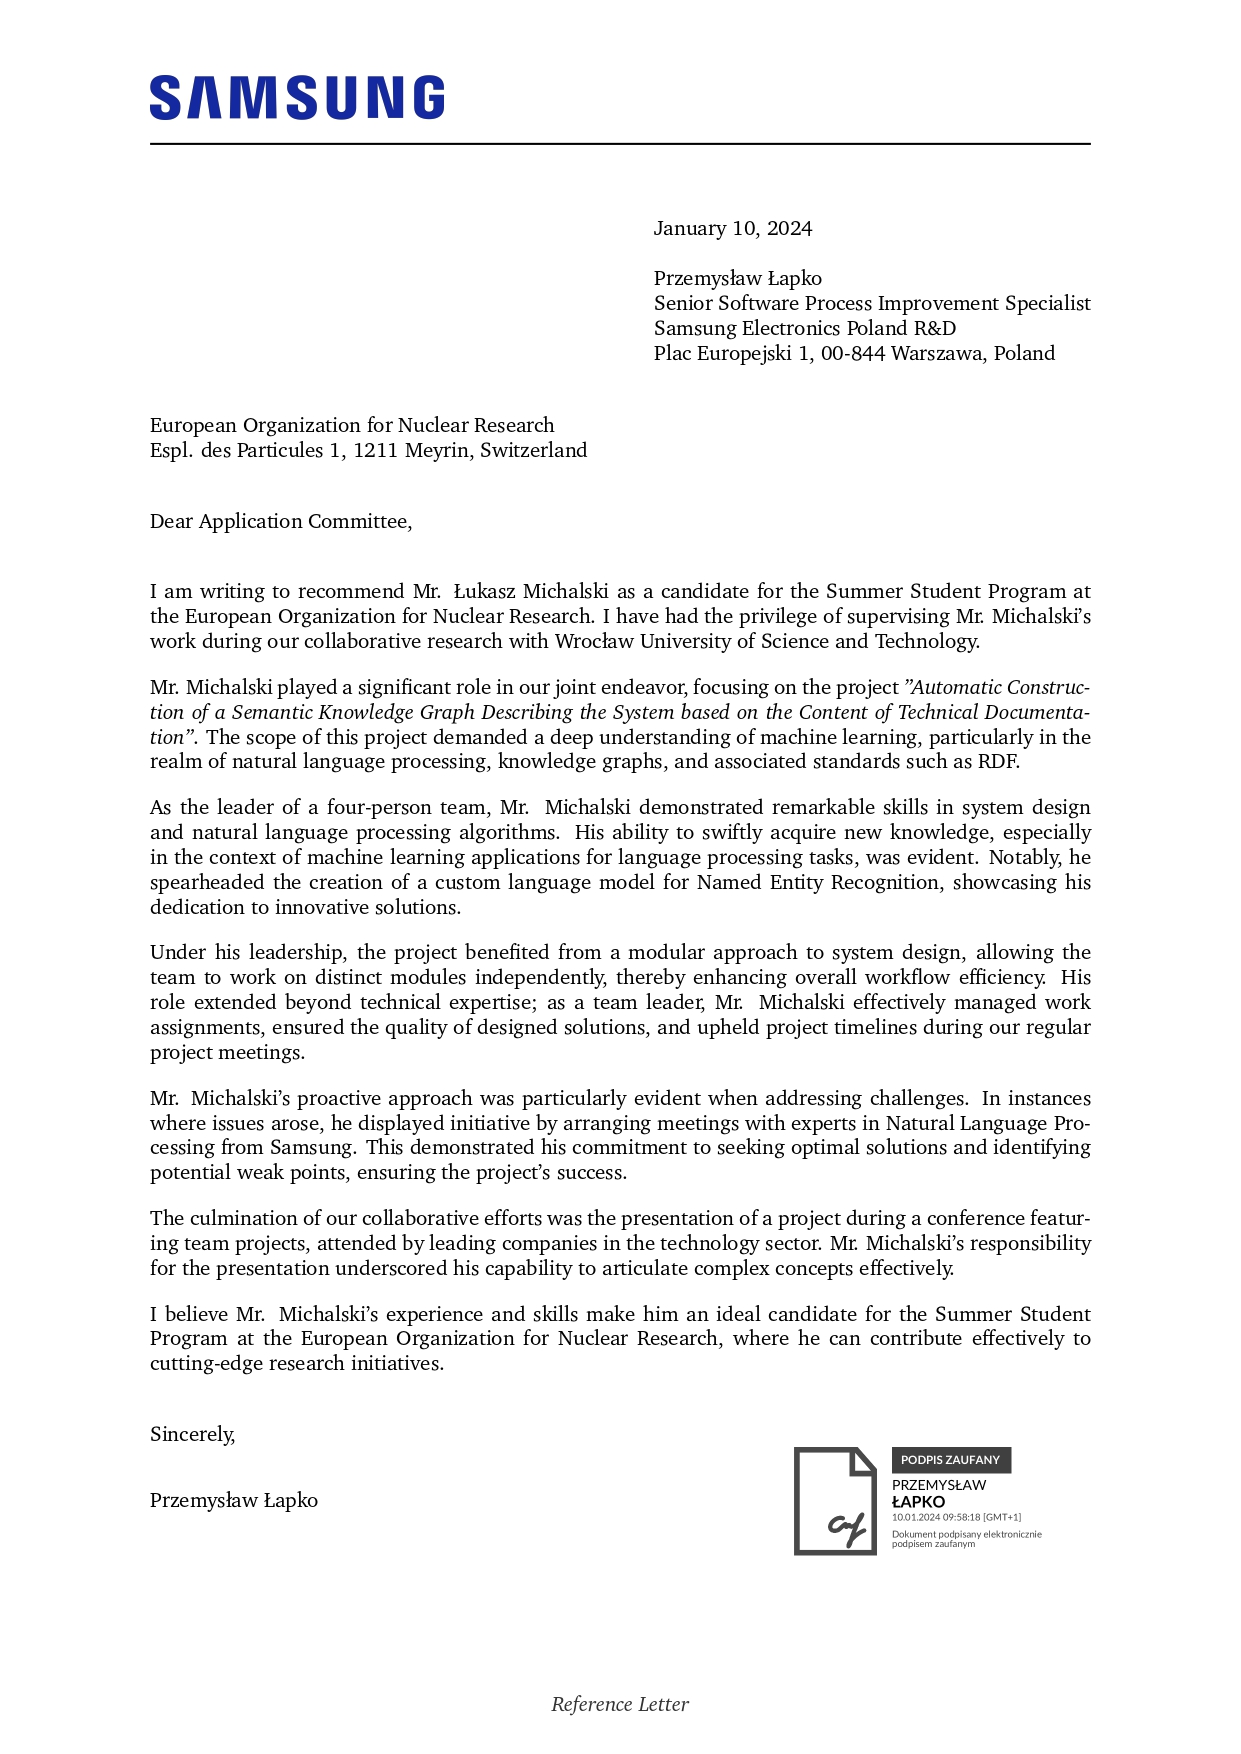 SAMSUNG
January 10, 2024
Przemysław Łapko
Senior Software Process Improvement Specialist
Samsung Electronics Poland R&D
Plac Europejski 1, 00-844 Warszawa, Poland
European Organization for Nuclear Research
Espl. des Particules 1, 1211 Meyrin, Switzerland
Dear Application Committee,
I am writing to recommend Mr. Łukasz Michalski as a candidate for the Summer Student Program at
the European Organization for Nuclear Research. I have had the privilege of supervising Mr. Michalski’s
work during our collaborative research with Wrocław University of Science and Technology.
Mr. Michalski played a significant role in our joint endeavor, focusing on the project ”Automatic Construc-
tion of a Semantic Knowledge Graph Describing the System based on the Content of Technical Documenta-
tion”. The scope of this project demanded a deep understanding of machine learning, particularly in the
realm of natural language processing, knowledge graphs, and associated standards such as RDF.
As the leader of a four-person team, Mr. Michalski demonstrated remarkable skills in system design
and natural language processing algorithms. His ability to swiftly acquire new knowledge, especially
in the context of machine learning applications for language processing tasks, was evident. Notably, he
spearheaded the creation of a custom language model for Named Entity Recognition, showcasing his
dedication to innovative solutions.
Under his leadership, the project benefited from a modular approach to system design, allowing the
team to work on distinct modules independently, thereby enhancing overall workflow efficiency. His
role extended beyond technical expertise; as a team leader, Mr. Michalski effectively managed work
assignments, ensured the quality of designed solutions, and upheld project timelines during our regular
project meetings.
Mr. Michalski’s proactive approach was particularly evident when addressing challenges. In instances
where issues arose, he displayed initiative by arranging meetings with experts in Natural Language Pro-
cessing from Samsung. This demonstrated his commitment to seeking optimal solutions and identifying
potential weak points, ensuring the project’s success.
The culmination of our collaborative efforts was the presentation of a project during a conference featur-
ing team projects, attended by leading companies in the technology sector. Mr. Michalski’s responsibility
for the presentation underscored his capability to articulate complex concepts effectively.
I believe Mr. Michalski’s experience and skills make him an ideal candidate for the Summer Student
Program at the European Organization for Nuclear Research, where he can contribute effectively to
cutting-edge research initiatives.
Sincerely,
Przemysław Łapko
PODPIS ZAUFANY
PRZEMYSŁAW
ŁAPKO
10.01.2024 09:58:18 [GMT+1]
Dokument podpisany elektronicznie
podpisem zaufanym
Reference Letter